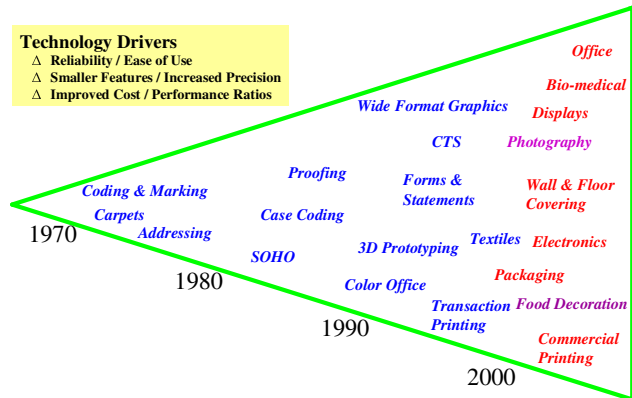 Technology Drivers
Δ Reliability / Ease of Use
Δ Smaller Features / Increased Precision
Δ Improved Cost / Performance Ratios
Office
Bio-medical
Wide Format Graphics
Displays
CTS
Photography
Proofing
Forms &
Statements
Wall & Floor
Covering
Coding & Marking
Carpets
Case Coding
Addressing
1970
SOHO
3D Prototyping
Textiles
Electronics
1980
Color Office
Packaging
Transaction
Printing
Food Decoration
1990
Commercial
Printing
2000